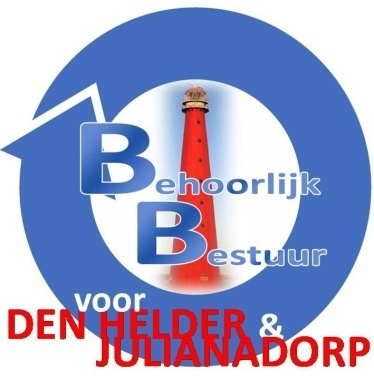 Behoorlijk
Bestuur
voor
DEN HELDER &
JULIANADORP